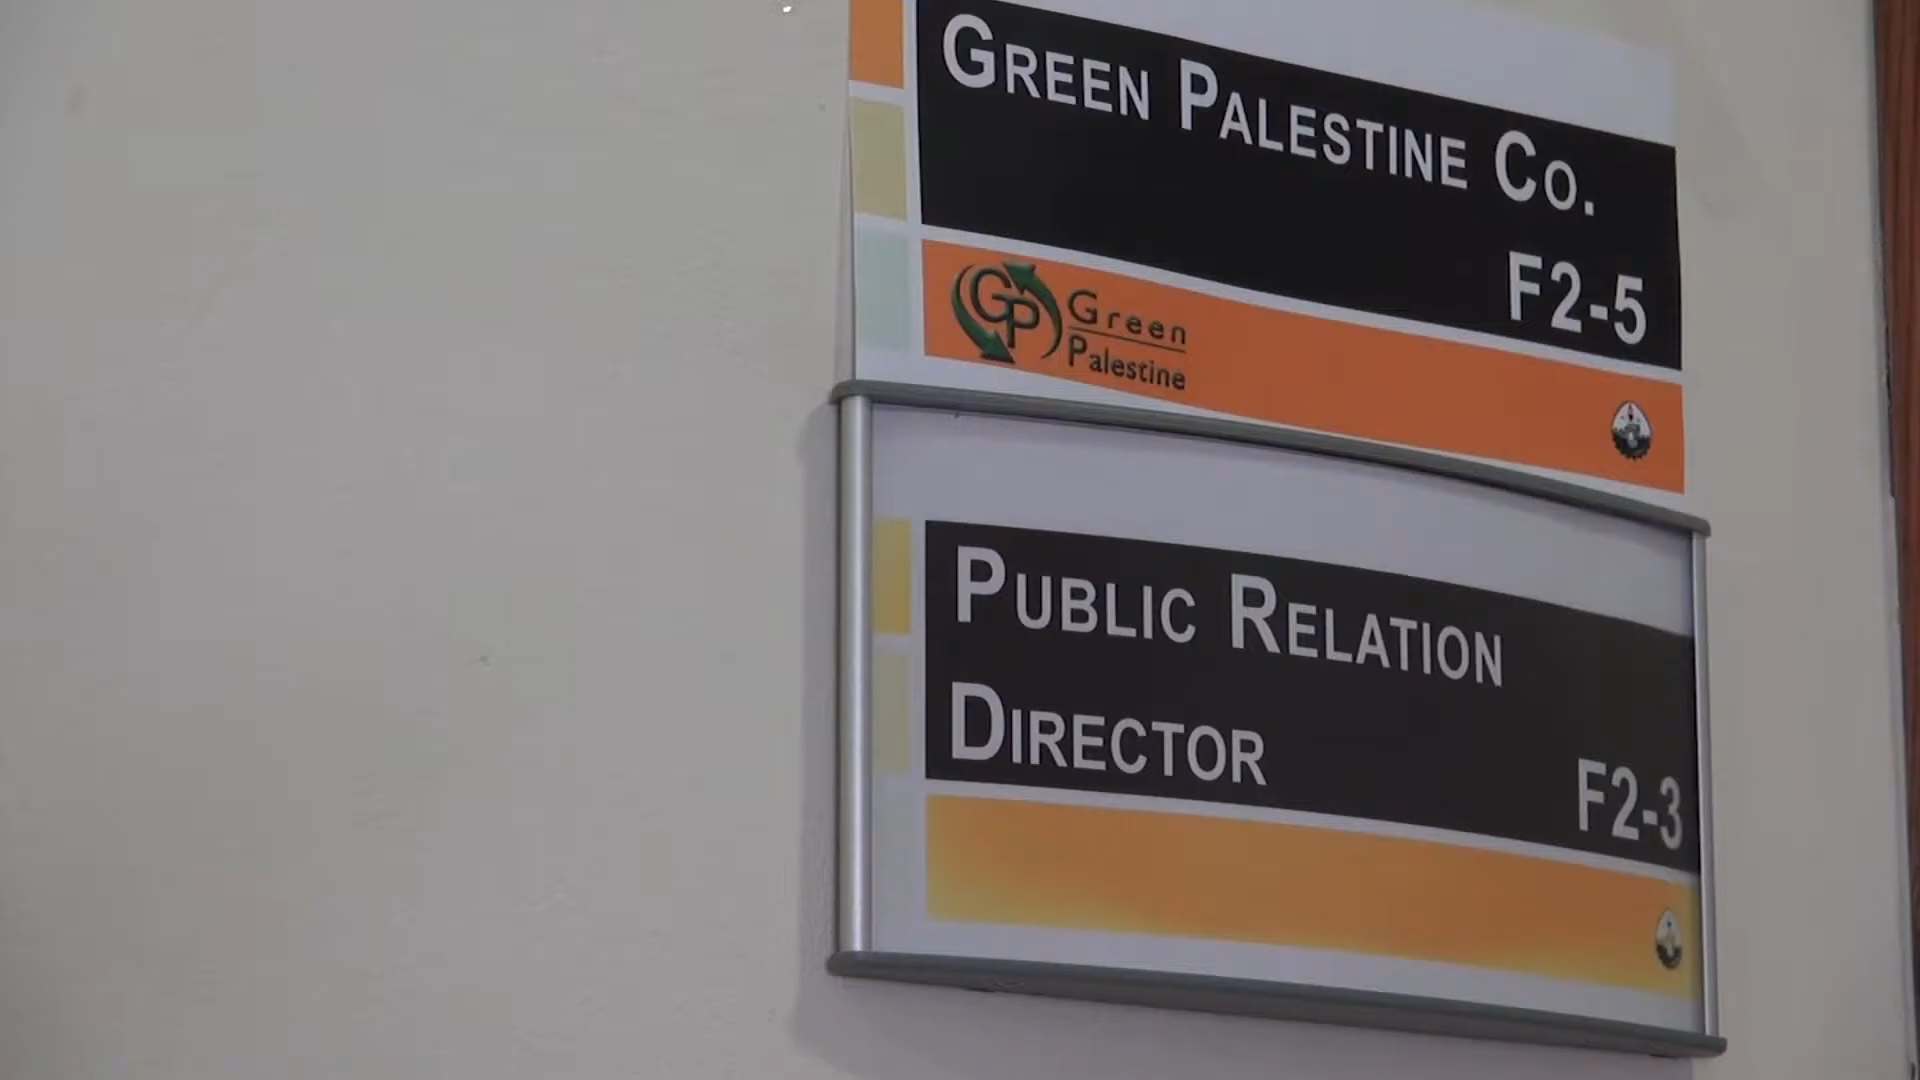 GREEN PALESTINE CO.
F2-5
GP
Green
Palestine
PUBLIC RELATION
DIRECTOR
F2-3